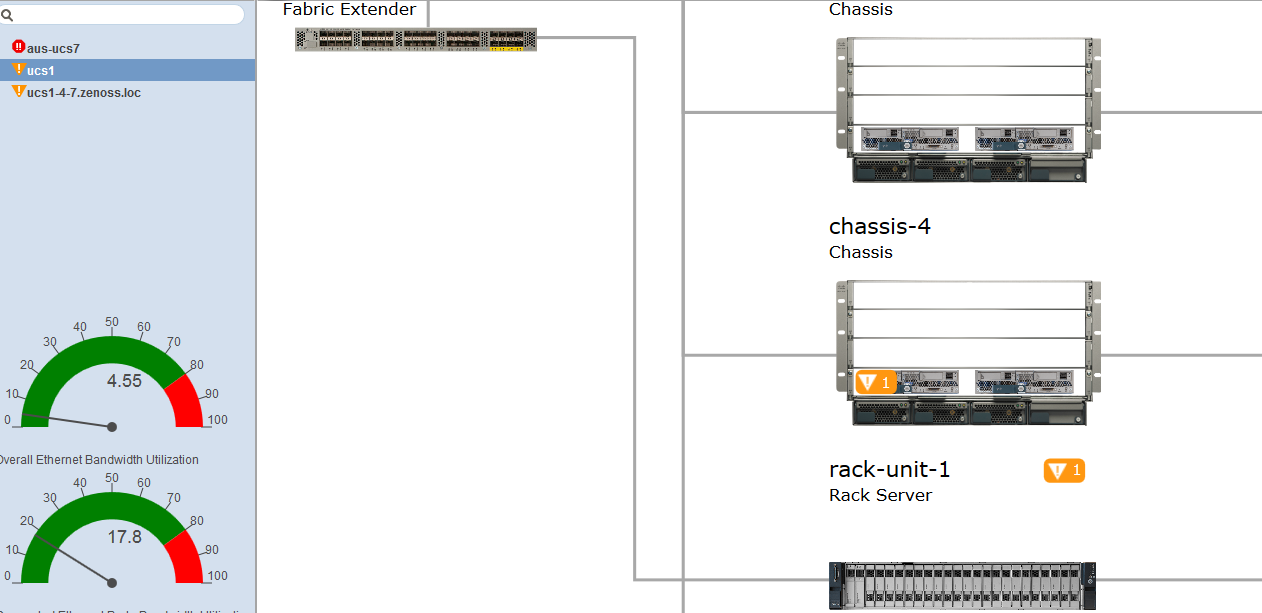 Fabric Extender
Chassis
aus-ucs7
ucs1
ucs1-4-7.zenoss.loc
chassis-4
Chassis
1
rack-unit-1
1
Rack Server
0
10
20
30
40
50
60
70
80
90
100
4.55
Overall Ethernet Bandwidth Utilization
0
10
20
30
40
50
60
70
80
90
100
17.8